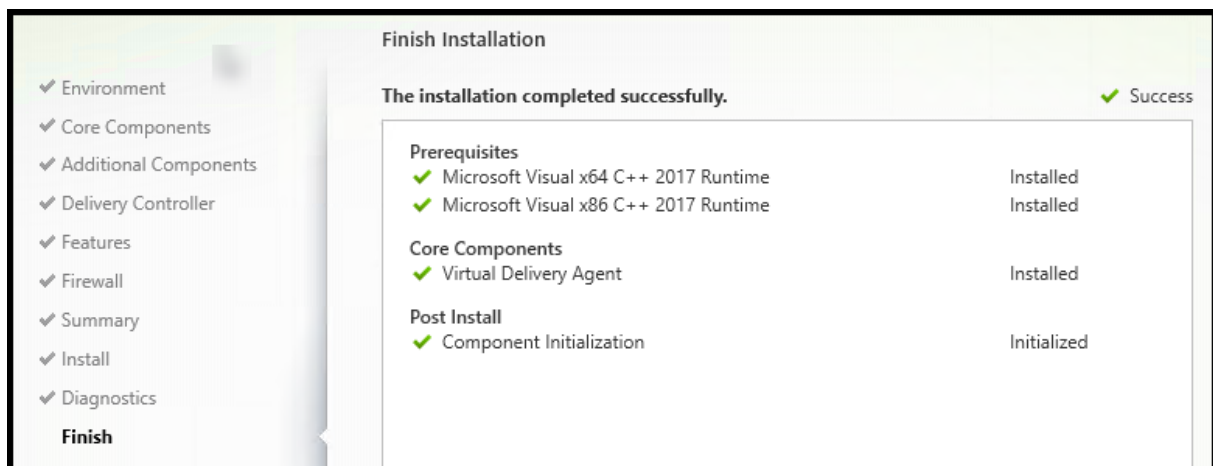 Finish Installation
Environment
Core Components
Additional Components
Delivery Controller
Features
Firewall
Summary
Install
Diagnostics
Finish
The installation completed successfully.
Success
Prerequisites
Microsoft Visual x64 C++ 2017 Runtime Installed
Microsoft Visual x86 C++ 2017 Runtime Installed
Core Components
Virtual Delivery Agent Installed
Post Install
Component Initialization Initialized